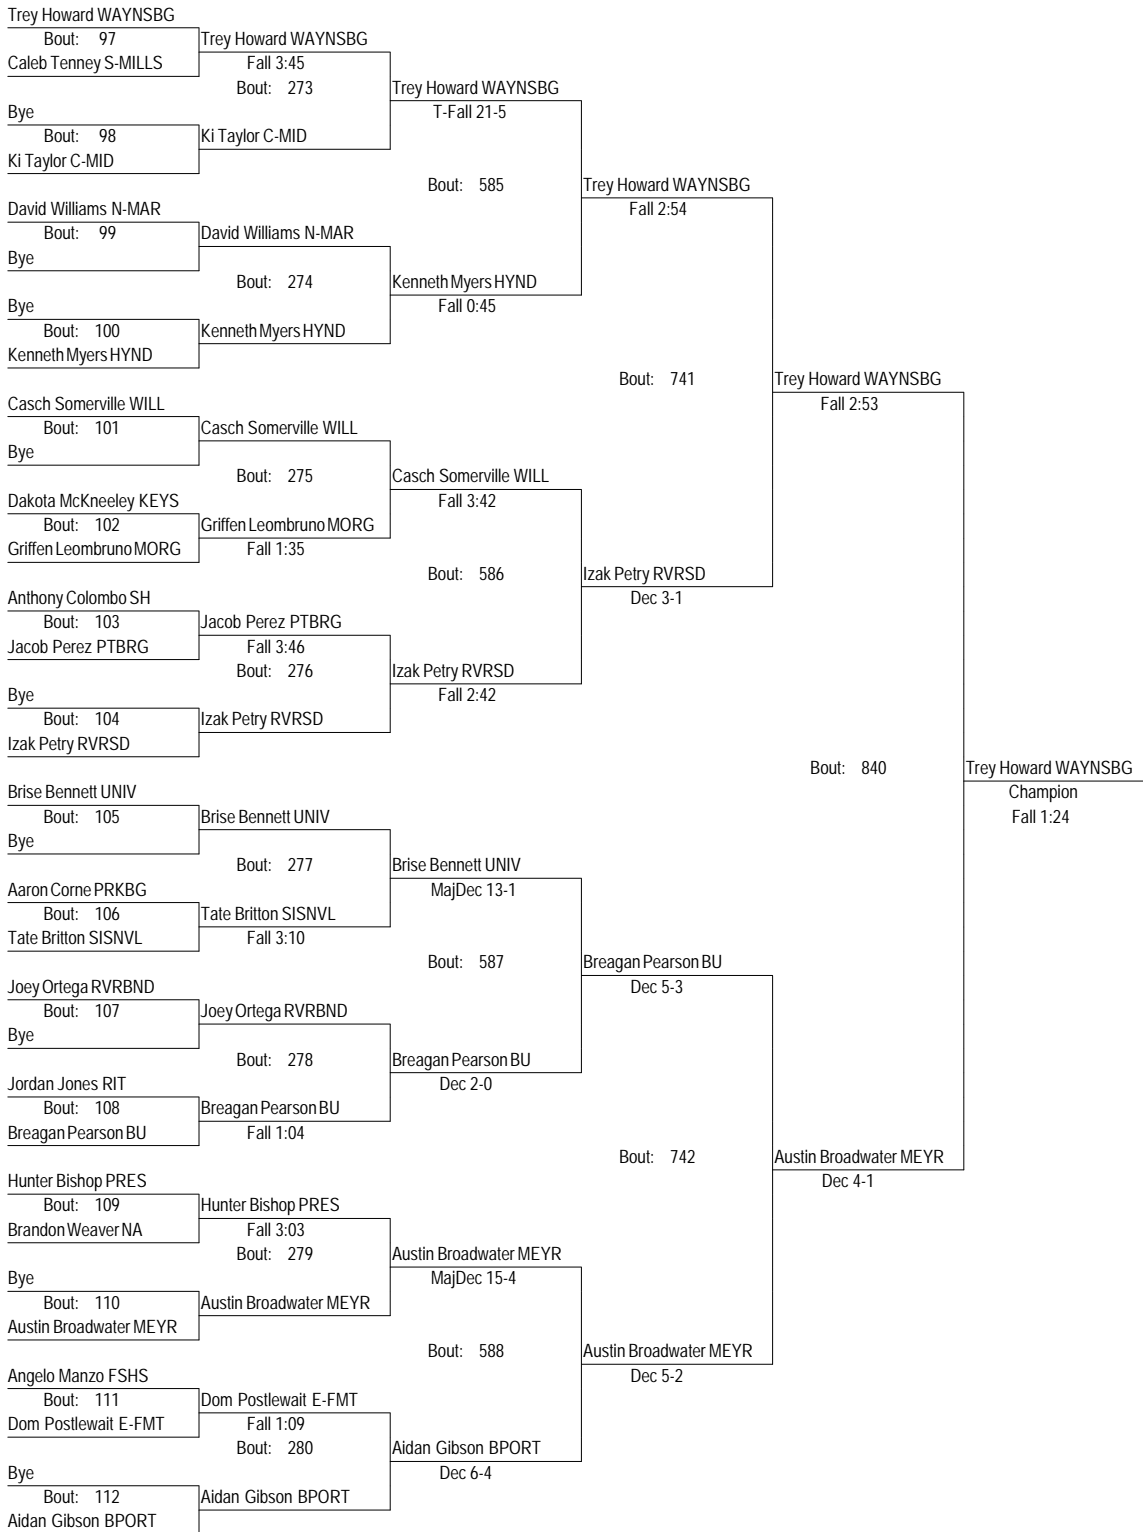 Trey Howard WAYNSBG
Bout: 97
Trey Howard WAYNSBG
Caleb Tenney S-MILLS
Fall 3:45
Bout: 273
Trey Howard WAYNSBG
Bye
T-Fall 21-5
Bout: 98
Ki Taylor C-MID
Ki Taylor C-MID
Bout: 585
Trey Howard WAYNSBG
David Williams N-MAR
Fall 2:54
Bout: 99
David Williams N-MAR
Bye
Bout: 274
Kenneth Myers HYND
Bye
Fall 0:45
Bout: 100
Kenneth Myers HYND
Kenneth Myers HYND
Bout: 741
Trey Howard WAYNSBG
Casch Somerville WILL
Fall 2:53
Bout: 101
Casch Somerville WILL
Bye
Bout: 275
Casch Somerville WILL
Dakota McKneeley KEYS
Fall 3:42
Bout: 102
Griffen Leombruno MORG
Griffen Leombruno MORG
Fall 1:35
Bout: 586
Izak Petry RVRSD
Anthony Colombo SH
Dec 3-1
Bout: 103
Jacob Perez PTBRG
Jacob Perez PTBRG
Fall 3:46
Bout: 276
Izak Petry RVRSD
Bye
Fall 2:42
Bout: 104
Izak Petry RVRSD
Izak Petry RVRSD
Bout: 840
Trey Howard WAYNSBG
Brise Bennett UNIV
Champion
Bout: 105
Brise Bennett UNIV
Fall 1:24
Bye
Bout: 277
Brise Bennett UNIV
Aaron Corne PRKBG
MajDec 13-1
Bout: 106
Tate Britton SISNVL
Tate Britton SISNVL
Fall 3:10
Bout: 587
Breagan Pearson BU
Joey Ortega RVRBND
Dec 5-3
Bout: 107
Joey Ortega RVRBND
Bye
Bout: 278
Breagan Pearson BU
Jordan Jones RIT
Dec 2-0
Bout: 108
Breagan Pearson BU
Breagan Pearson BU
Fall 1:04
Bout: 742
Austin Broadwater MEYR
Hunter Bishop PRES
Dec 4-1
Bout: 109
Hunter Bishop PRES
Brandon Weaver NA
Fall 3:03
Bout: 279
Austin Broadwater MEYR
Bye
MajDec 15-4
Bout: 110
Austin Broadwater MEYR
Austin Broadwater MEYR
Bout: 588
Austin Broadwater MEYR
Angelo Manzo FSHS
Dec 5-2
Bout: 111
Dom Postlewait E-FMT
Dom Postlewait E-FMT
Fall 1:09
Bout: 280
Aidan Gibson BPORT
Bye
Dec 6-4
Bout: 112
Aidan Gibson BPORT
Aidan Gibson BPORT